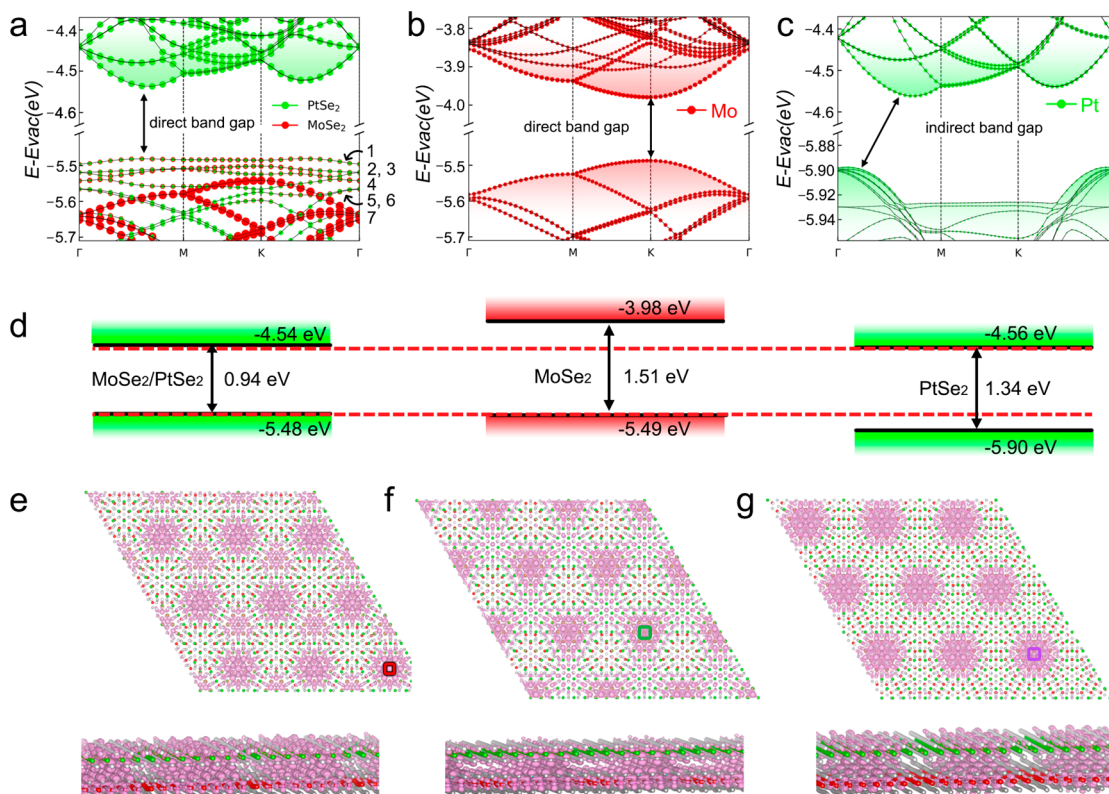 a
b
c
E-Evac(eV)
−4.4
−4.5
−4.6
−5.5
−5.6
−5.7
PtSe2
MoSe2
direct band gap
1
2, 3
4
5, 6
7
Γ M K Γ
E-Evac(eV)
−3.8
−3.9
−4.0
−5.5
−5.6
−5.7
Mo
direct band gap
Γ M K Γ
E-Evac(eV)
−4.4
−4.5
−4.6
−5.88
−5.90
−5.92
−5.94
Pt
indirect band gap
Γ M K
d
-4.54 eV
MoSe2/PtSe2 0.94 eV
-5.48 eV
-3.98 eV
MoSe2 1.51 eV
-5.49 eV
-4.56 eV
PtSe2 1.34 eV
-5.90 eV
e
f
g